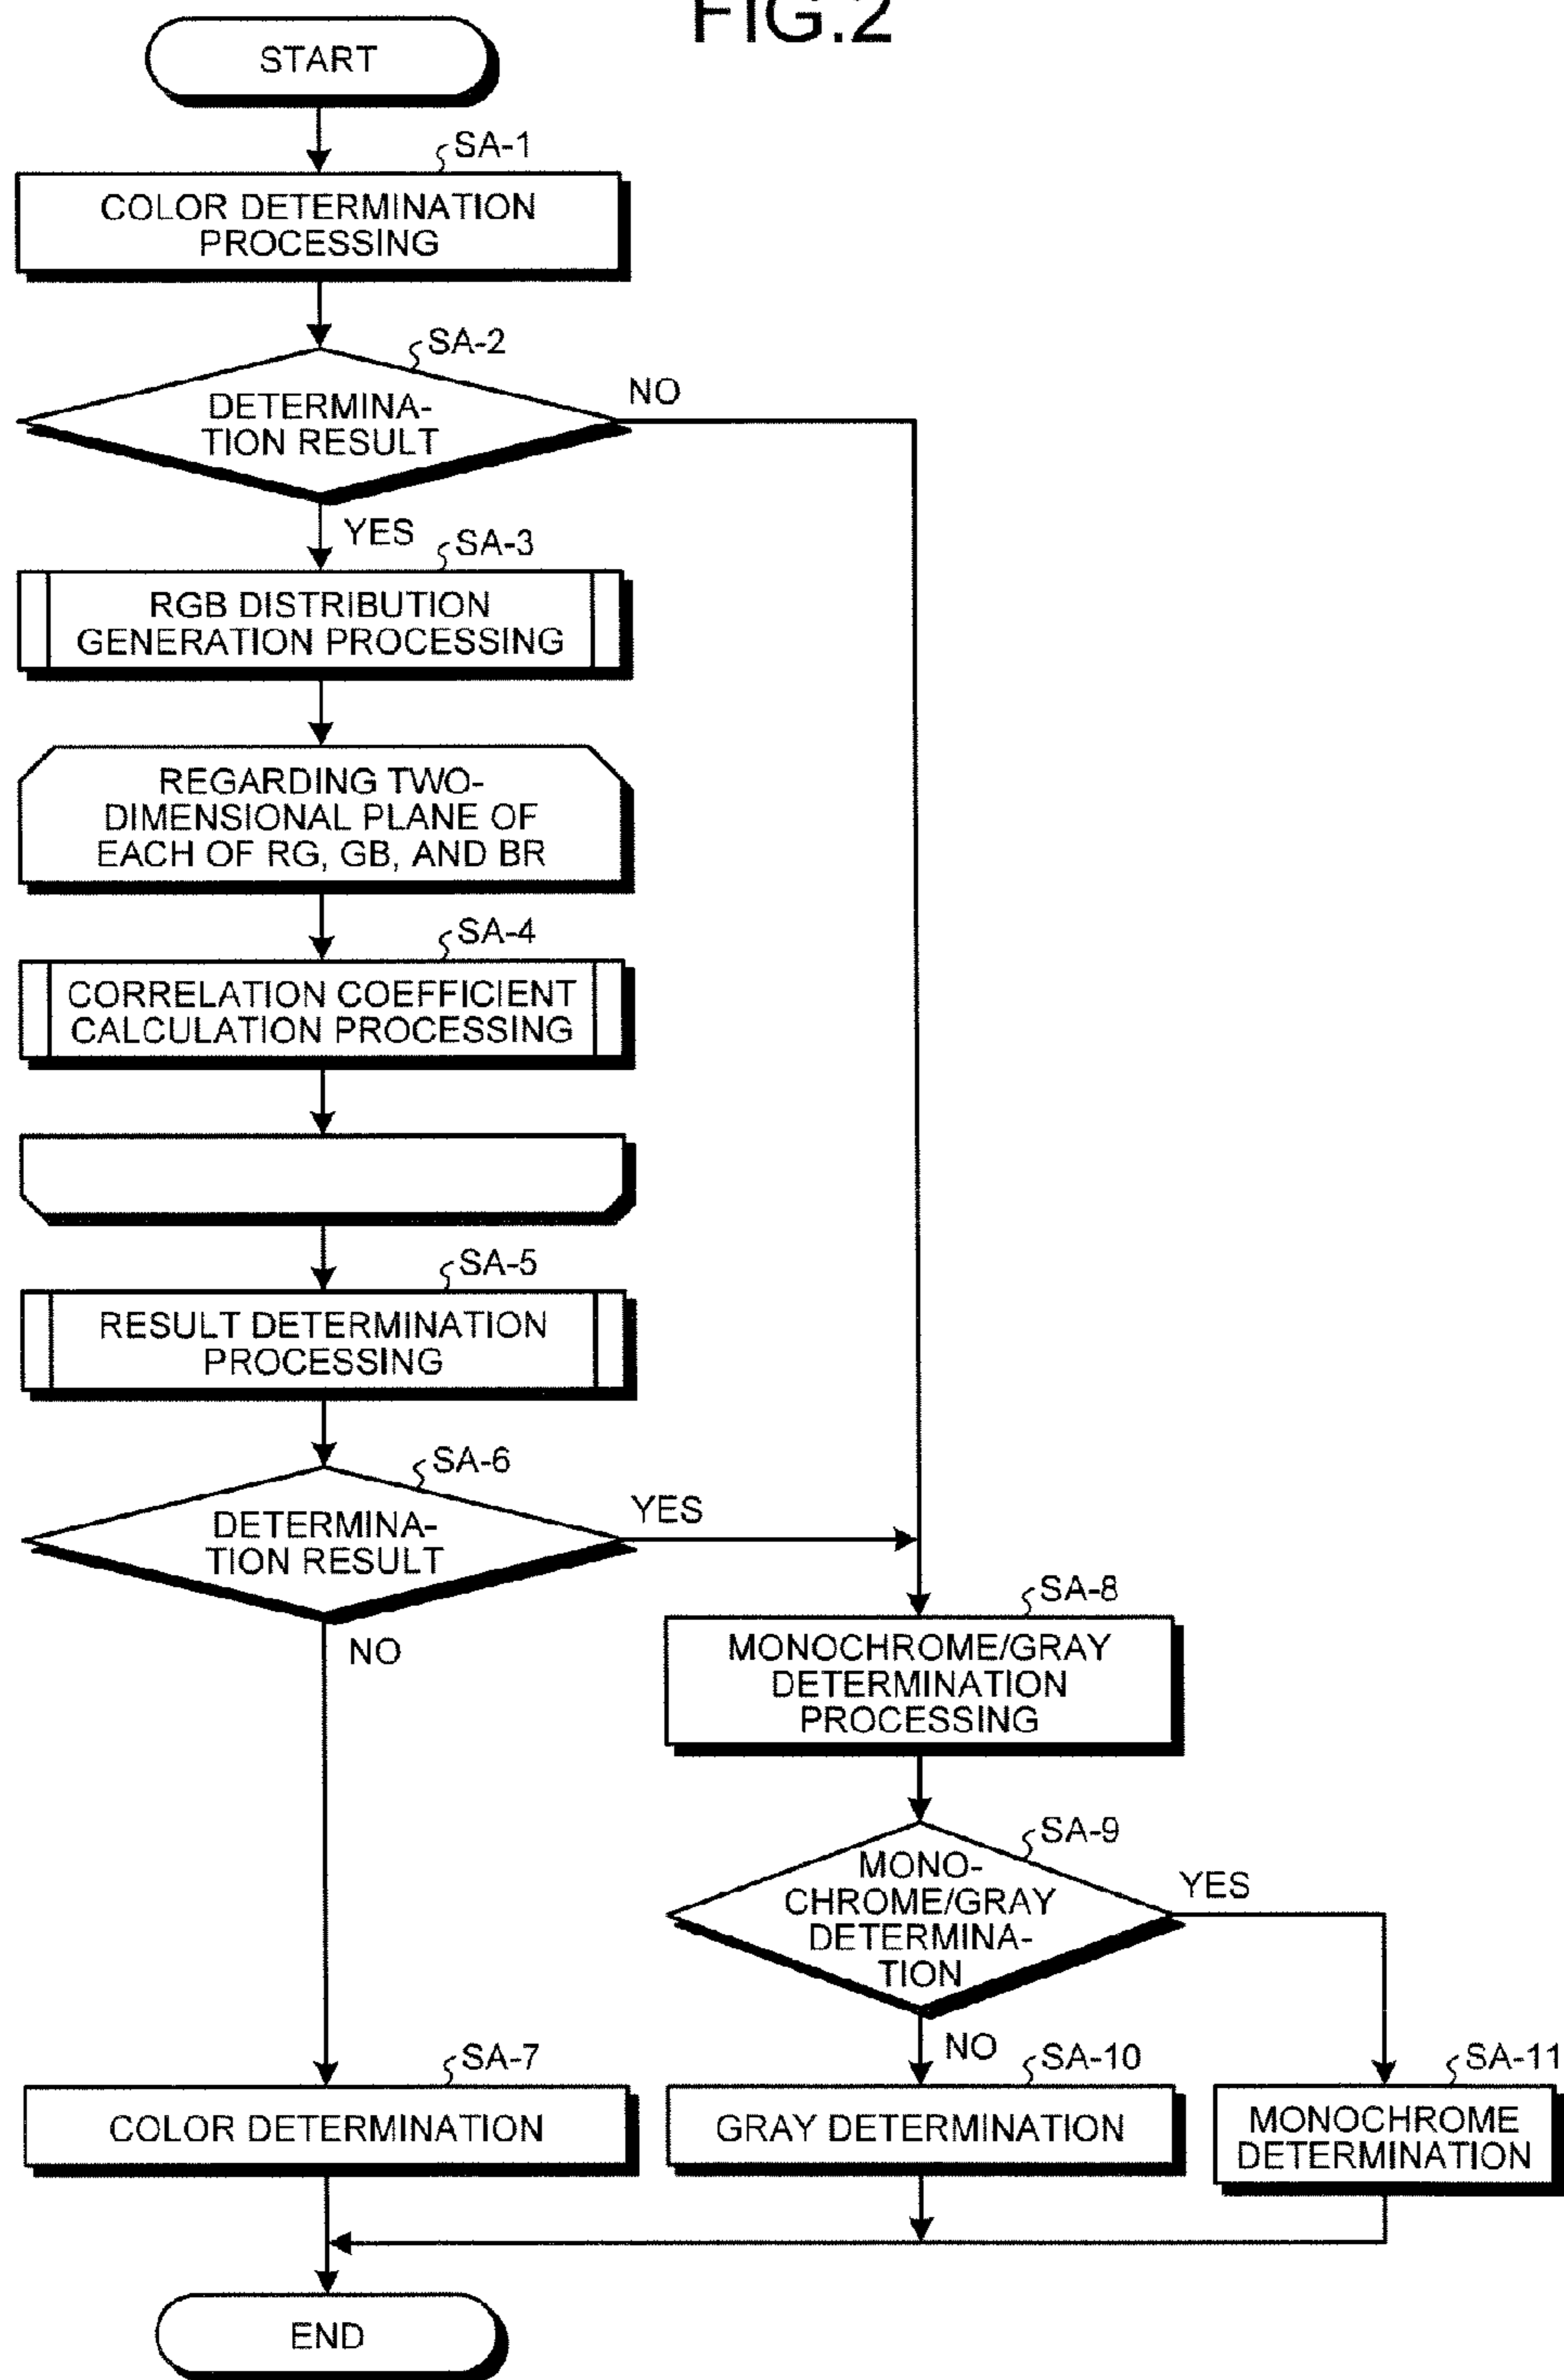 FIG.2
START
SA-1
COLOR DETERMINATION
PROCESSING
SA-2
DETERMINA-
TION RESULT
NO
YES
SA-3
RGB DISTRIBUTION
GENERATION PROCESSING
REGARDING TWO-
DIMENSIONAL PLANE OF
EACH OF RG, GB, AND BR
SA-4
CORRELATION COEFFICIENT
CALCULATION PROCESSING
SA-5
RESULT DETERMINATION
PROCESSING
SA-6
DETERMINA-
TION RESULT
YES
NO
SA-8
MONOCHROME/GRAY
DETERMINATION
PROCESSING
SA-9
MONO-
CHROME/GRAY
DETERMINA-
TION
YES
NO
SA-7
COLOR DETERMINATION
SA-10
GRAY DETERMINATION
SA-11
MONOCHROME
DETERMINATION
END